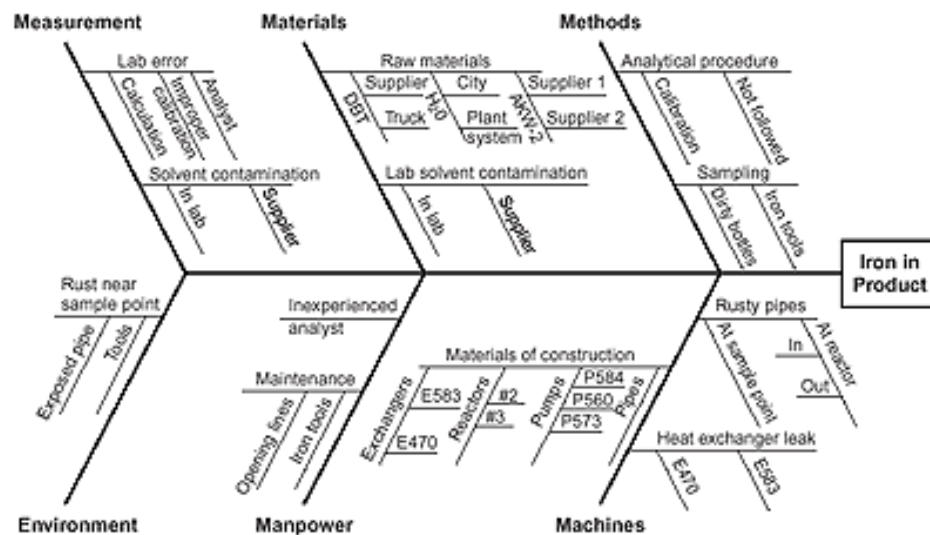 Measurement
Materials
Methods
Lab error
Calculation
Improper
calibration
Analyst
Solvent contamination
In lab
Supplier
Raw materials
DBT
Supplier
Truck
H20
City
Plant
system
AKW-2
Supplier 1
Supplier 2
Lab solvent contamination
In lab
Supplier
Analytical procedure
Calibration
Not followed
Sampling
Dirty bottles
Iron tools
Iron in
Product
Rust near
sample point
Exposed pipe
Tools
Inexperienced
analyst
Maintenance
Opening lines
Iron tools
Materials of construction
Exchangers
E583
E470
Reactors
#2
#3
Pumps
P584
P560
P573
Pipes
Rusty pipes
At sample point
At reactor
In
Out
Heat exchanger leak
E470
E583
Environment
Manpower
Machines